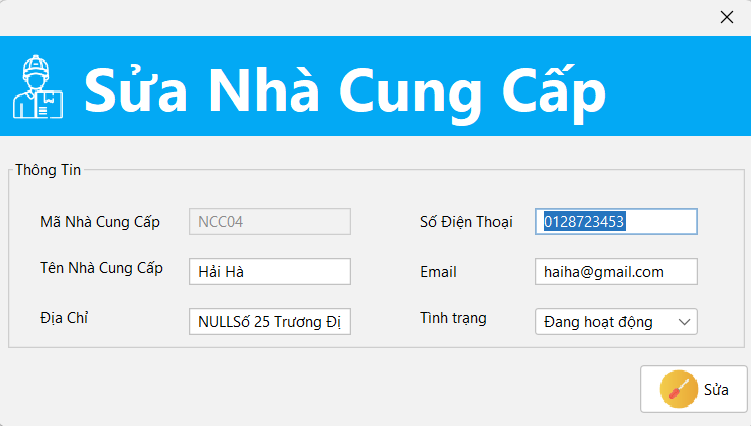 Sửa Nhà Cung Cấp
Thông Tin
Mã Nhà Cung Cấp NCC04 Số Điện Thoại 0128723453
Tên Nhà Cung Cấp Hải Hà Email haiha@gmail.com
Địa Chỉ NULLSố 25 Trương Đị Tình trạng Đang hoạt động
Sửa